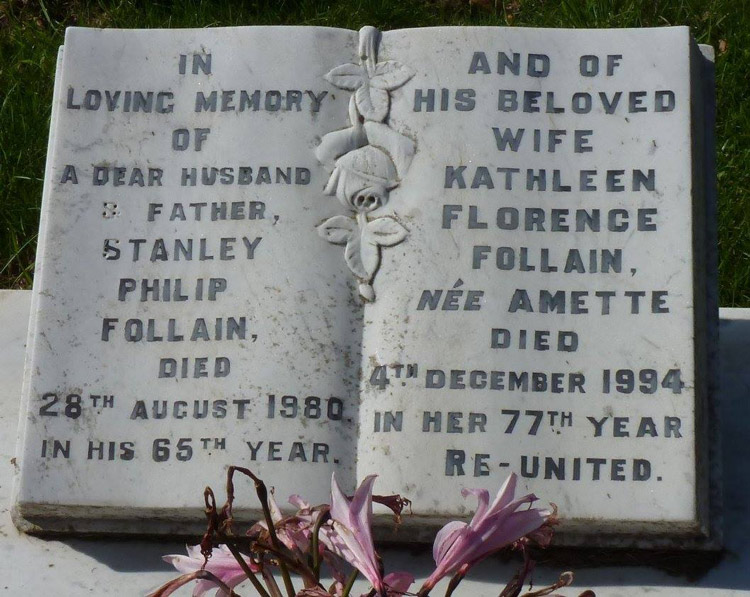 IN
LOVING MEMORY
OF
A DEAR HUSBAND
& FATHER,
STANLEY
PHILIP
FOLLAIN,
DIED
28TH AUGUST 1980.
IN HIS 65TH YEAR.
AND OF
HIS BELOVED
WIFE
KATHLEEN
FLORENCE
FOLLAIN,
NÉE AMETTE
DIED
4TH DECEMBER 1994
IN HER 77TH YEAR
RE-UNITED.